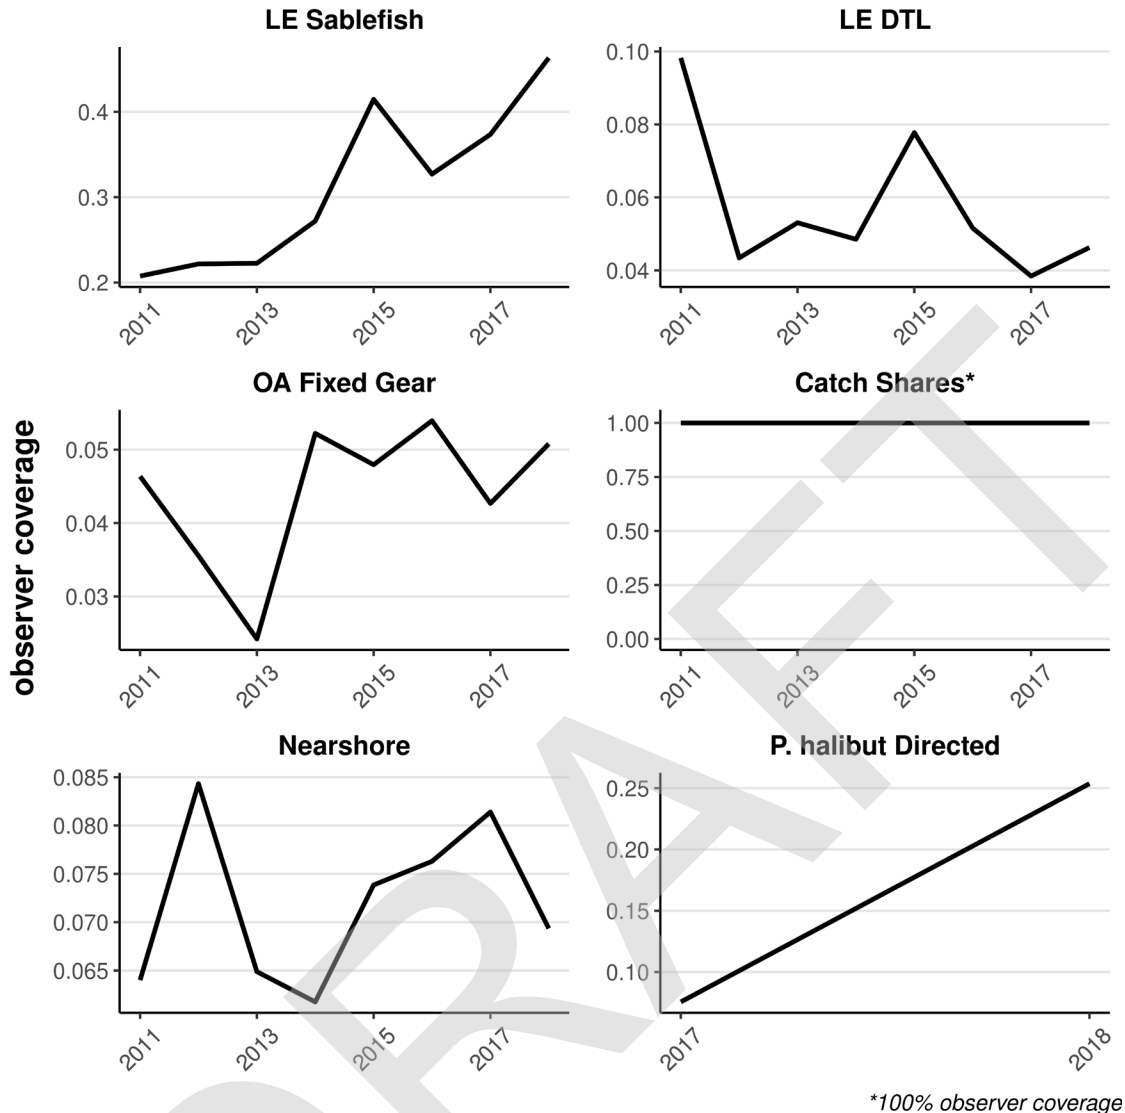 LE Sablefish
LE DTL
0.4
0.3
0.2
2011 2013 2015 2017
0.10
0.08
0.06
0.04
2011 2013 2015 2017
observer coverage
OA Fixed Gear
Catch Shares*
0.05
0.04
0.03
2011 2013 2015 2017
1.00
0.75
0.50
0.25
0.00
2011 2013 2015 2017
Nearshore
P. halibut Directed
0.085
0.080
0.075
0.070
0.065
2011 2013 2015 2017
0.25
0.20
0.15
0.10
2017 2018
*100% observer coverage
DRAFT